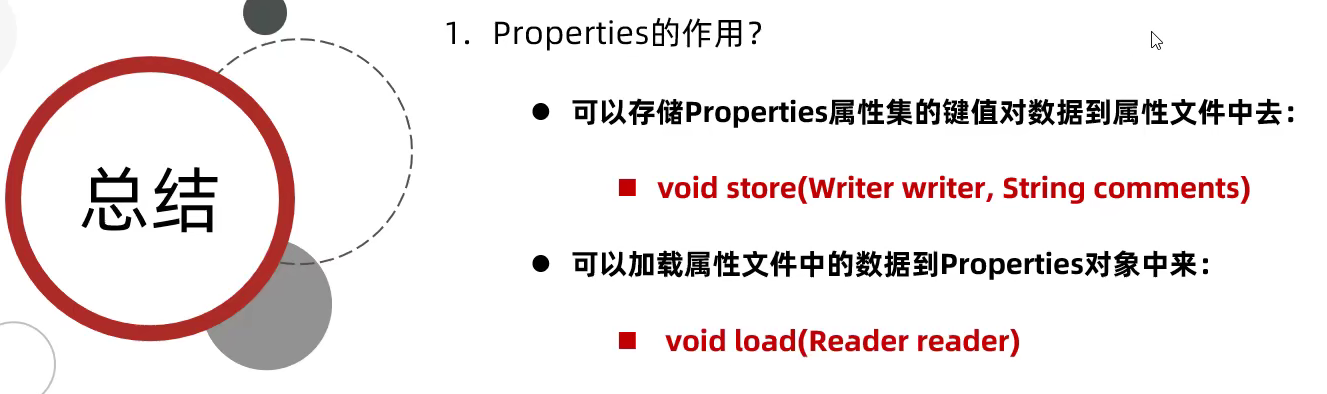 总结
1. Properties的作用?
● 可以存储Properties属性集的键值对数据到属性文件中去:
■ void store(Writer writer, String comments)
● 可以加载属性文件中的数据到Properties对象中来:
■ void load(Reader reader)